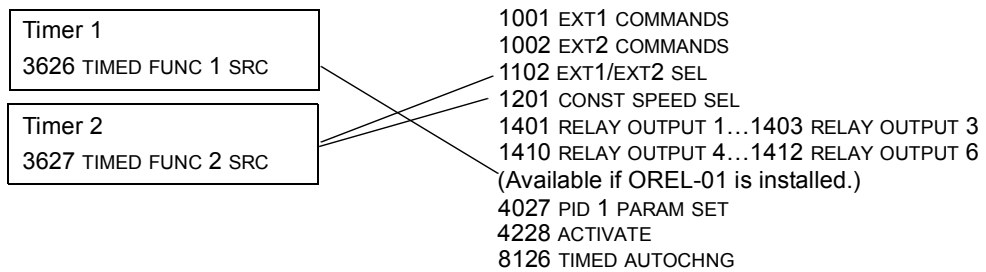 Timer 1
3626 TIMED FUNC 1 SRC
Timer 2
3627 TIMED FUNC 2 SRC
1001 EXT1 COMMANDS
1002 EXT2 COMMANDS
1102 EXT1/EXT2 SEL
1201 CONST SPEED SEL
1401 RELAY OUTPUT 1…1403 RELAY OUTPUT 3
1410 RELAY OUTPUT 4…1412 RELAY OUTPUT 6
(Available if OREL-01 is installed.)
4027 PID 1 PARAM SET
4228 ACTIVATE
8126 TIMED AUTOCHNG